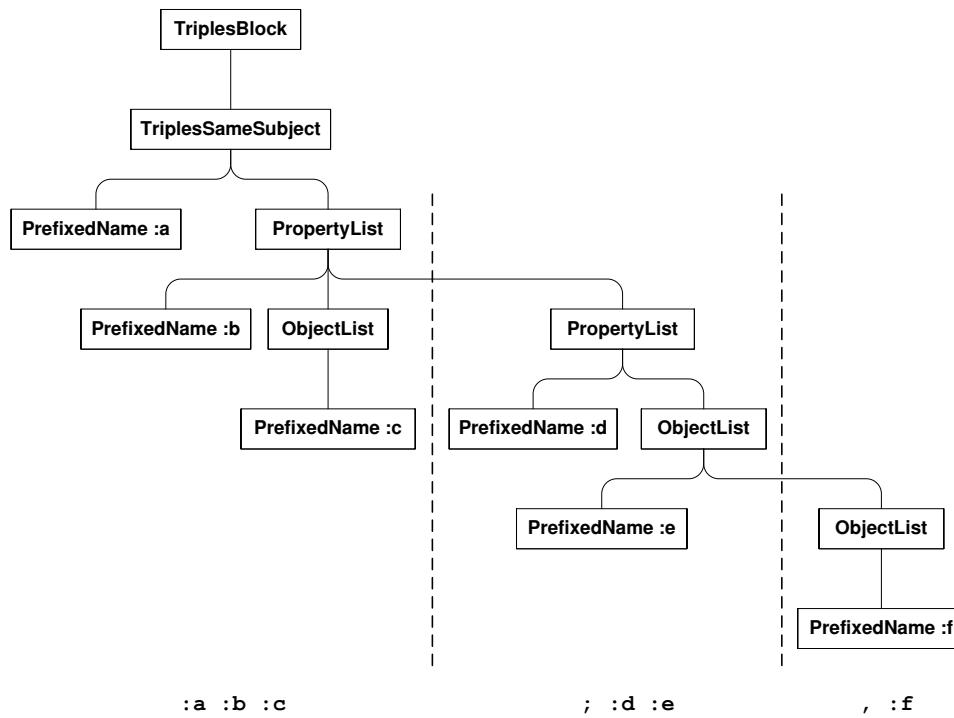 TriplesBlock
TriplesSameSubject
PrefixedName :a
PropertyList
PrefixedName :b
ObjectList
PropertyList
PrefixedName :c
PrefixedName :d
ObjectList
PrefixedName :e
ObjectList
PrefixedName :f
:a :b :c
; :d :e
, :f